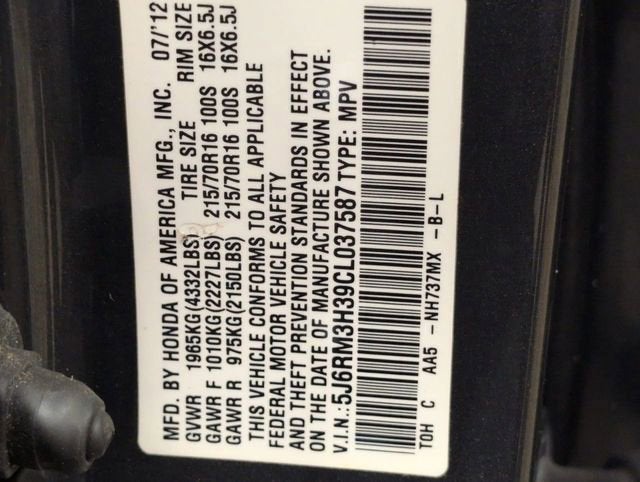 MFD. BY HONDA OF AMERICA MFG., INC. 07/'12
GVWR 1965KG(4332LBS) TIRE SIZE RIM SIZE
GAWR F 1010KG(2227LBS) 215/70R16 100S 16X6.5J
GAWR R 975KG(2150LBS) 215/70R16 100S 16X6.5J
THIS VEHICLE CONFORMS TO ALL APPLICABLE
FEDERAL MOTOR VEHICLE SAFETY
AND THEFT PREVENTION STANDARDS IN EFFECT
ON THE DATE OF MANUFACTURE SHOWN ABOVE.
V.I.N.:5J6RM3H39CL037587 TYPE: MPV
TOH C AA5 -NH737MX -B-L